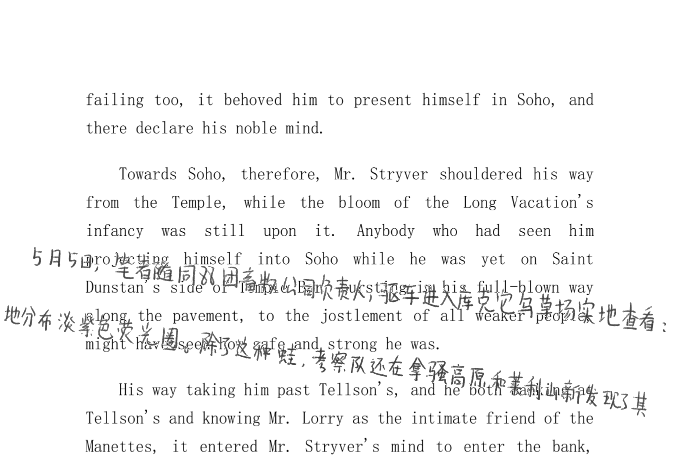 failing too, it behoved him to present himself in Soho, and
there declare his noble mind.
Towards Soho, therefore, Mr. Stryver shouldered his way
from the Temple, while the bloom of the Long Vacation's
infancy was still upon it. Anybody who had seen him
projecting himself into Soho while he was yet on Saint
5月5日，笔者随同88团畜牧公司负责人，驱车进入库克它乌草场实地查看：
Dunstan's side of Temple Bar, bursting in his full-blown way
along the pavement, to the jostlement of all weaker people,
地分布淡紫色荧光圈。除了这种蛙，考察队还在拿骚高原和莱利山新发现了其
might have seen how safe and strong he was.
His way taking him past Tellson's, and he both banking at
Tellson's and knowing Mr. Lorry as the intimate friend of the
Manettes, it entered Mr. Stryver's mind to enter the bank,